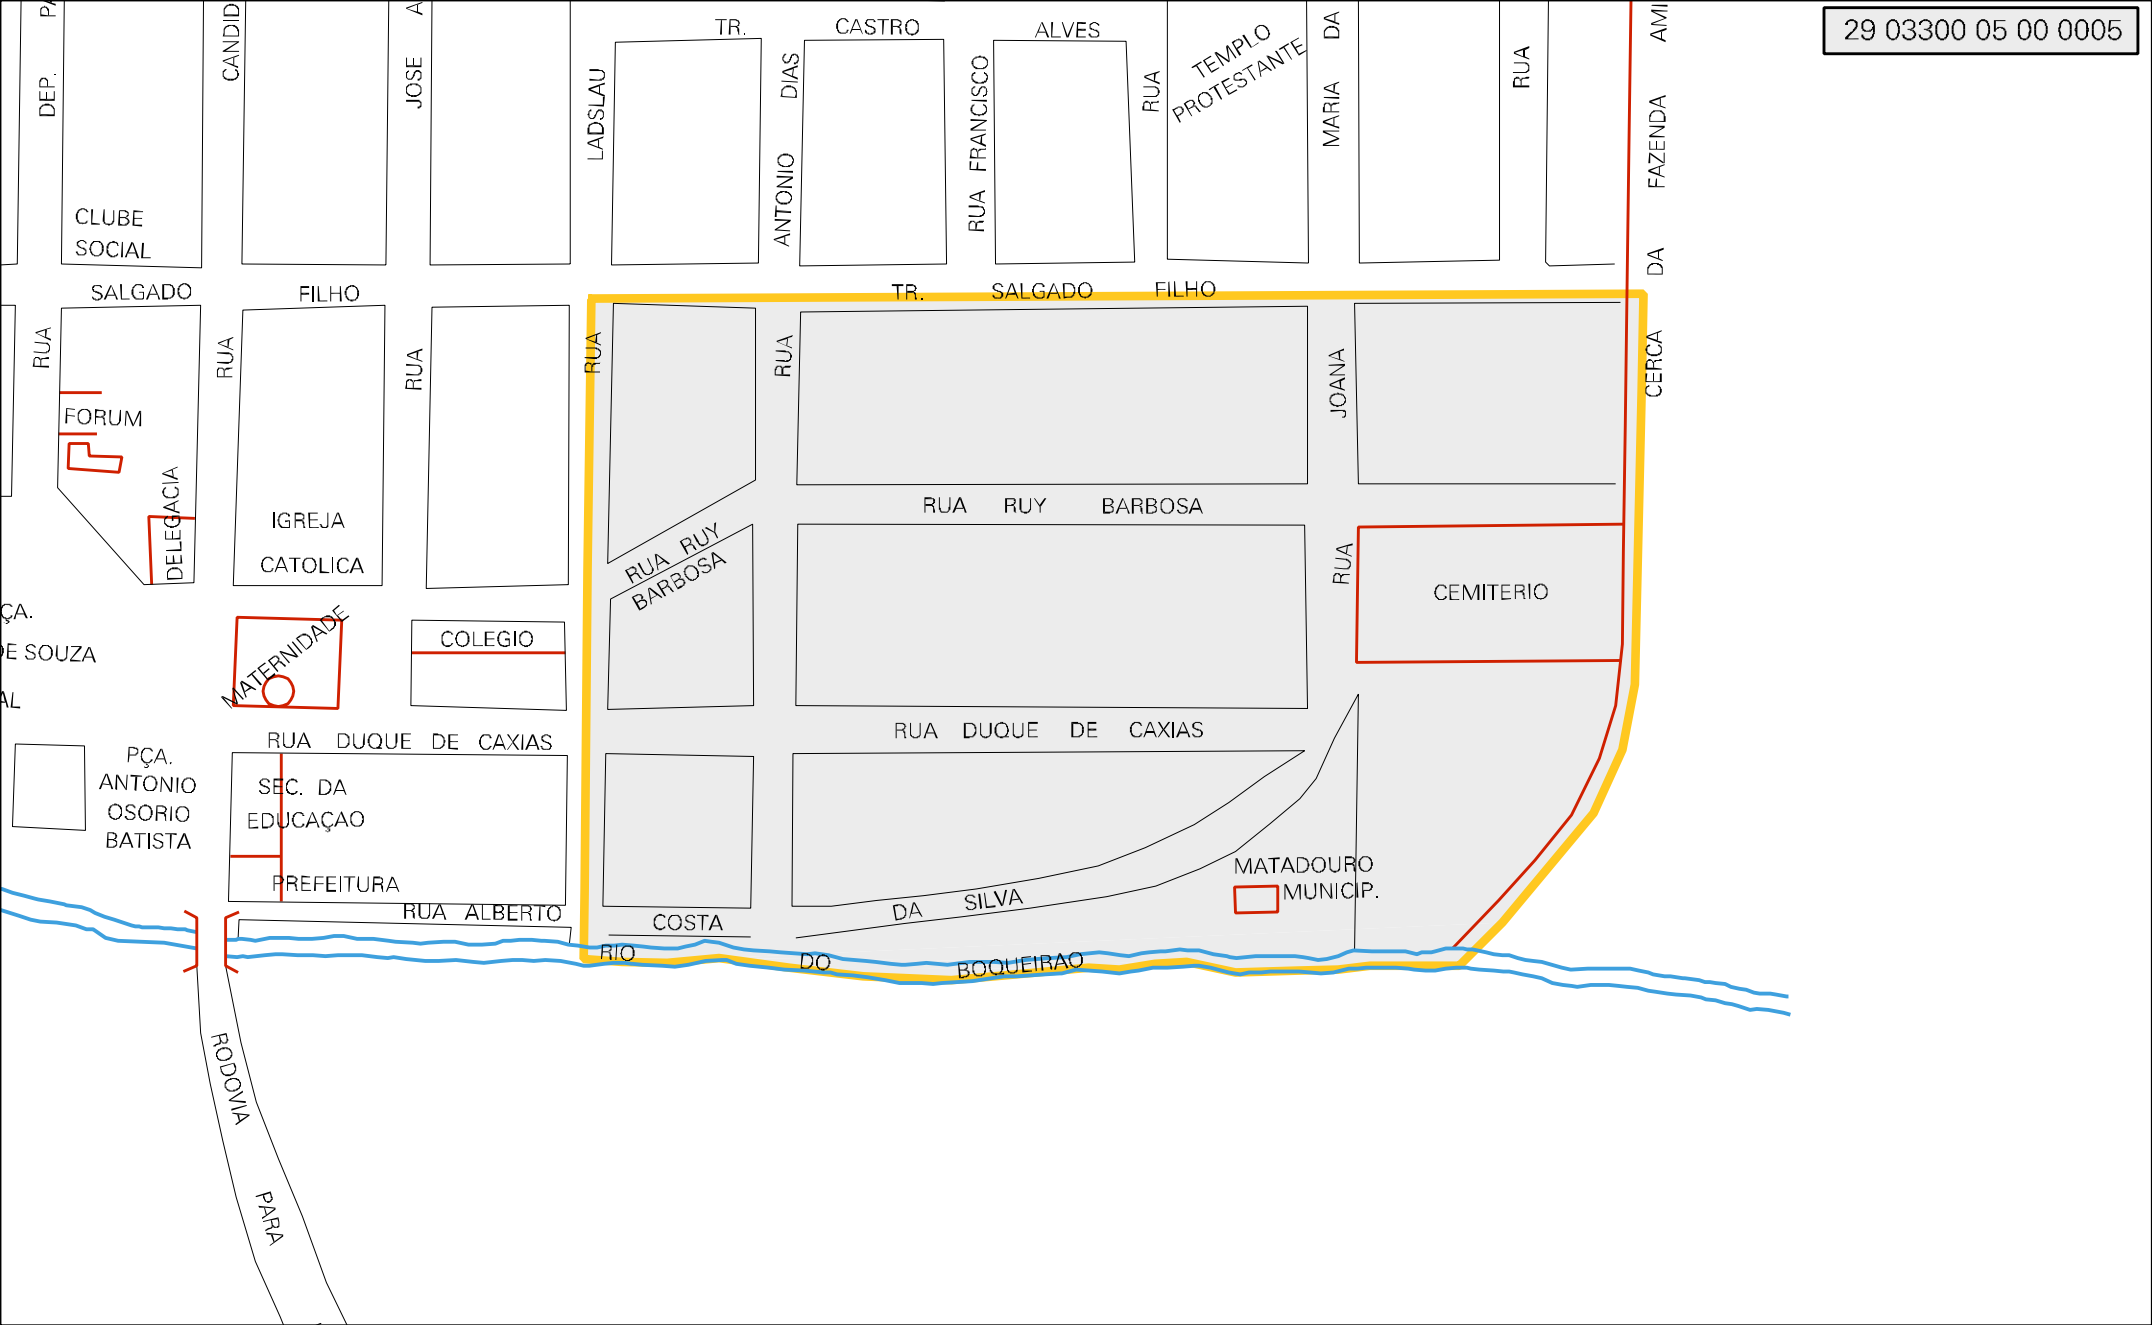 29 03300 05 00 0005
TR. CASTRO ALVES
DEP.
CANDID
JOSE A
LADSLAU
ANTONIO DIAS
RUA FRANCISCO
RUA
TEMPLO
PROTESTANTE
MARIA DA
RUA
CERCA DA FAZENDA AMI
CLUBE
SOCIAL
SALGADO FILHO
TR. SALGADO FILHO
RUA
RUA
RUA
RUA
RUA
JOANA
FORUM
DELEGACIA
IGREJA
CATOLICA
RUA RUY BARBOSA
RUA RUY
BARBOSA
RUA
CEMITERIO
ÇA.
DE SOUZA
AL
MATERNIDADE
COLEGIO
RUA DUQUE DE CAXIAS
RUA DUQUE DE CAXIAS
PÇA.
ANTONIO
OSORIO
BATISTA
SEC. DA
EDUCAÇAO
PREFEITURA
MATADOURO
MUNICIP.
RUA ALBERTO
COSTA
DA SILVA
RIO DO BOQUEIRAO
RODOVIA
PARA